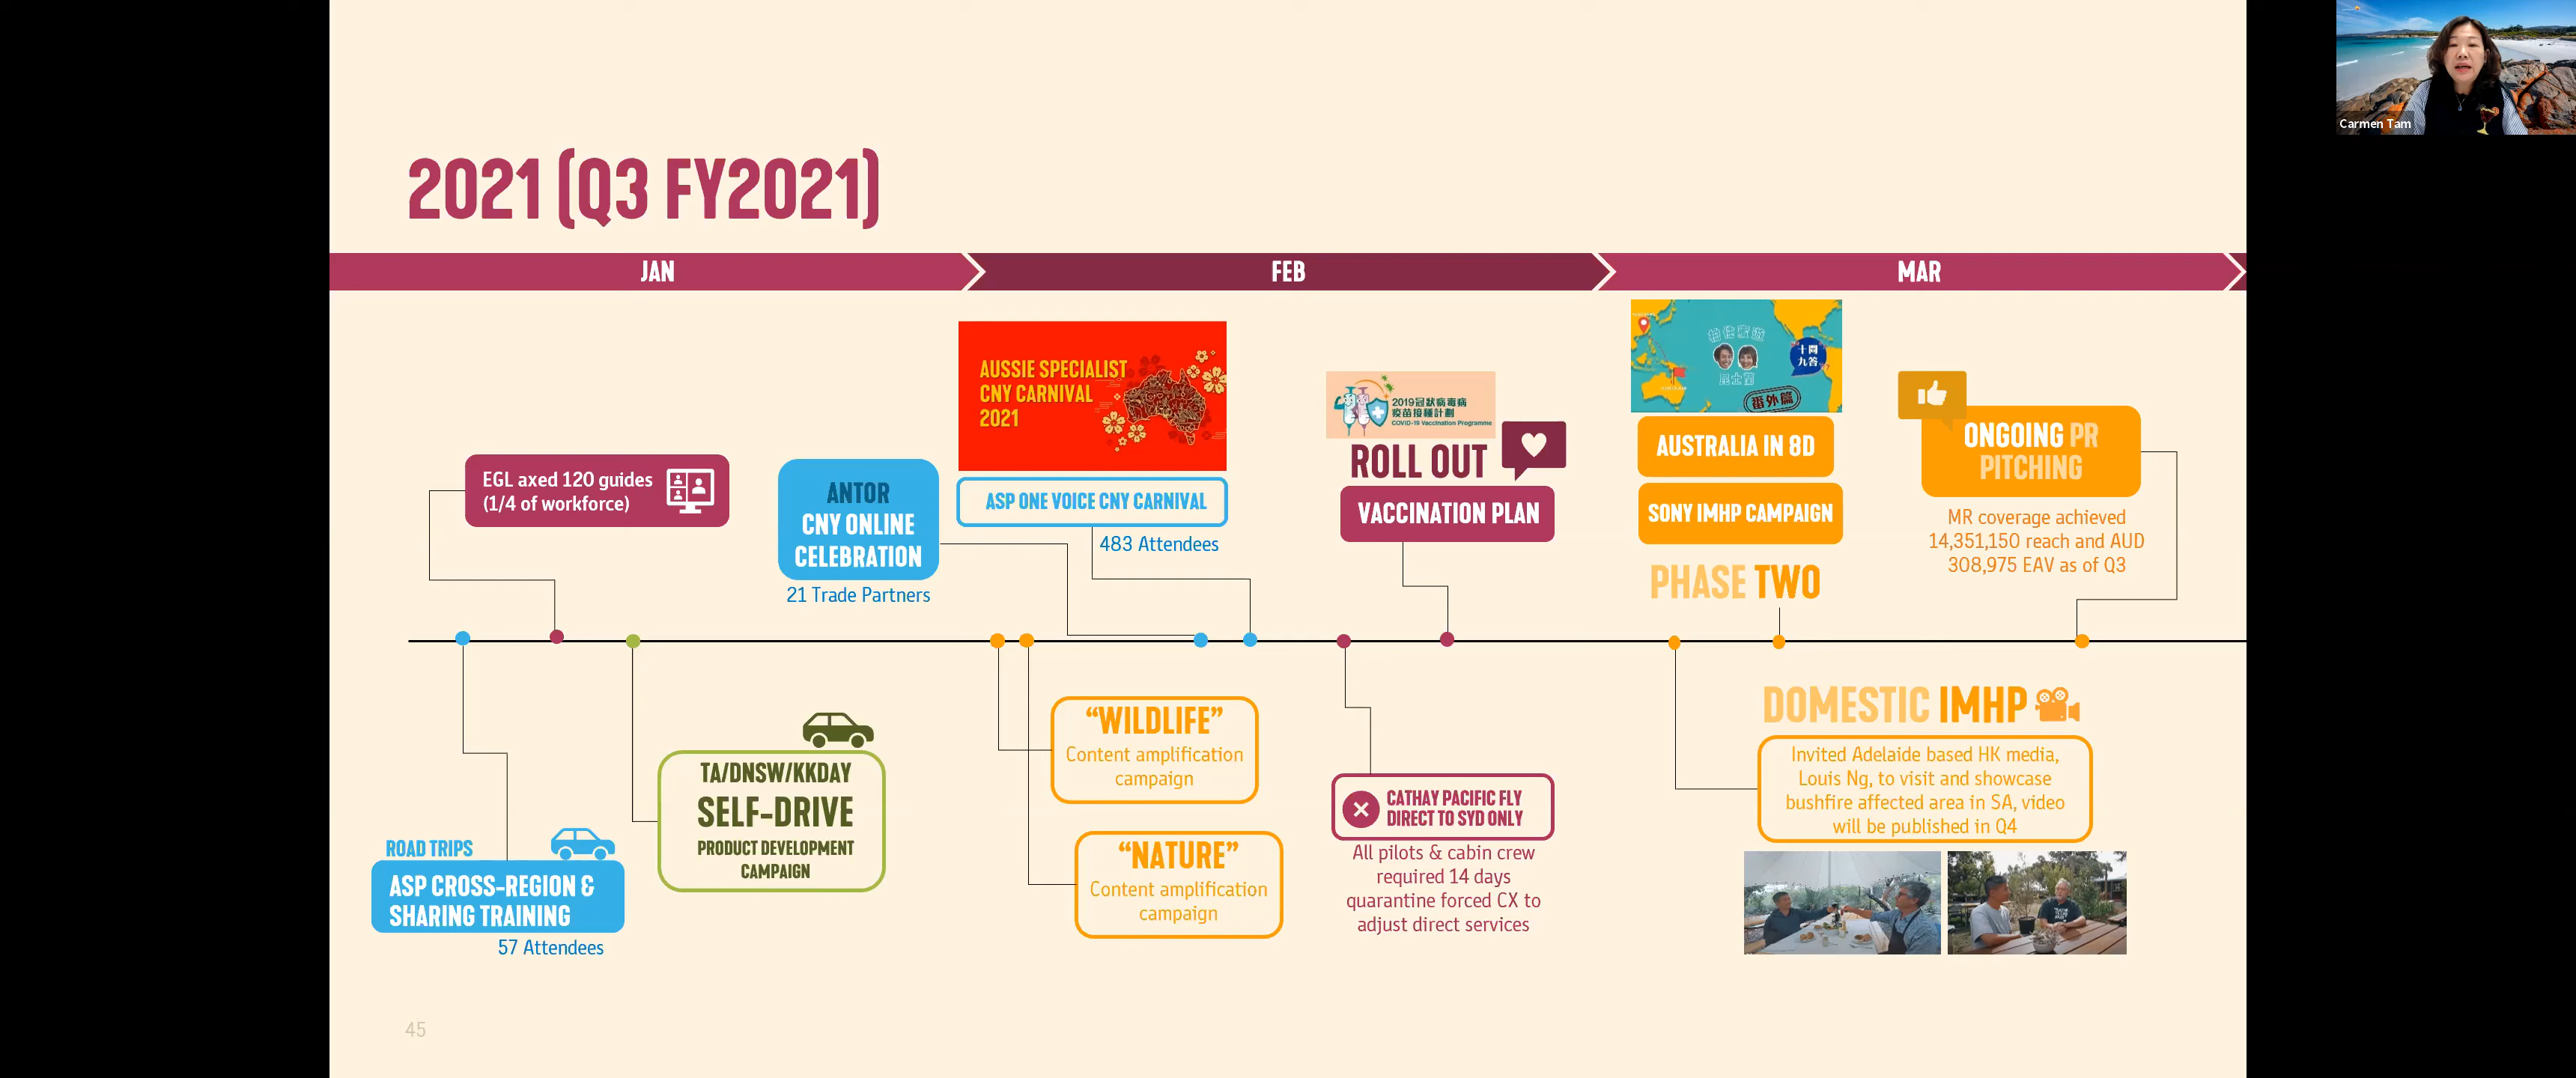 Carmen Tam
2021 (Q3 FY2021)
JAN
FEB
MAR
EGL axed 120 guides
(1/4 of workforce)
ANTOR
CNY ONLINE
CELEBRATION
21 Trade Partners
AUSSIE SPECIALIST
CNY CARNIVAL
2021
ASP ONE VOICE CNY CARNIVAL
483 Attendees
2019冠狀病毒病
疫苗接種計劃
COVID-19 Vaccination Programme
ROLL OUT
VACCINATION PLAN
十問
九答
昆士蘭
番外篇
AUSTRALIA IN 8D
SONY IMHP CAMPAIGN
PHASE TWO
ONGOING PR
PITCHING
MR coverage achieved
14,351,150 reach and AUD
308,975 EAV as of Q3
ROAD TRIPS
ASP CROSS-REGION &
SHARING TRAINING
57 Attendees
TA/DNSW/KKDAY
SELF-DRIVE
PRODUCT DEVELOPMENT
CAMPAIGN
“WILDLIFE”
Content amplification
campaign
“NATURE”
Content amplification
campaign
CATHAY PACIFIC FLY
DIRECT TO SYD ONLY
All pilots & cabin crew
required 14 days
quarantine forced CX to
adjust direct services
DOMESTIC IMHP
Invited Adelaide based HK media,
Louis Ng, to visit and showcase
bushfire affected area in SA, video
will be published in Q4
45